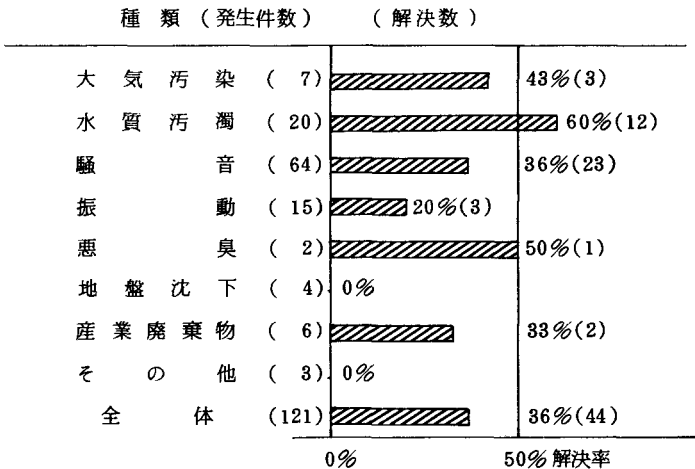 種類(発生件数) (解決数)
大気汚染 ( 7) 43%(3)
水質汚濁 ( 20) 60%(12)
騒音 ( 64) 36%(23)
振動 ( 15) 20%(3)
悪臭 ( 2) 50%(1)
地盤沈下 ( 4) 0%
産業廃棄物 ( 6) 33%(2)
その他 ( 3) 0%
全体 (121) 36%(44)
0% 50% 解決率